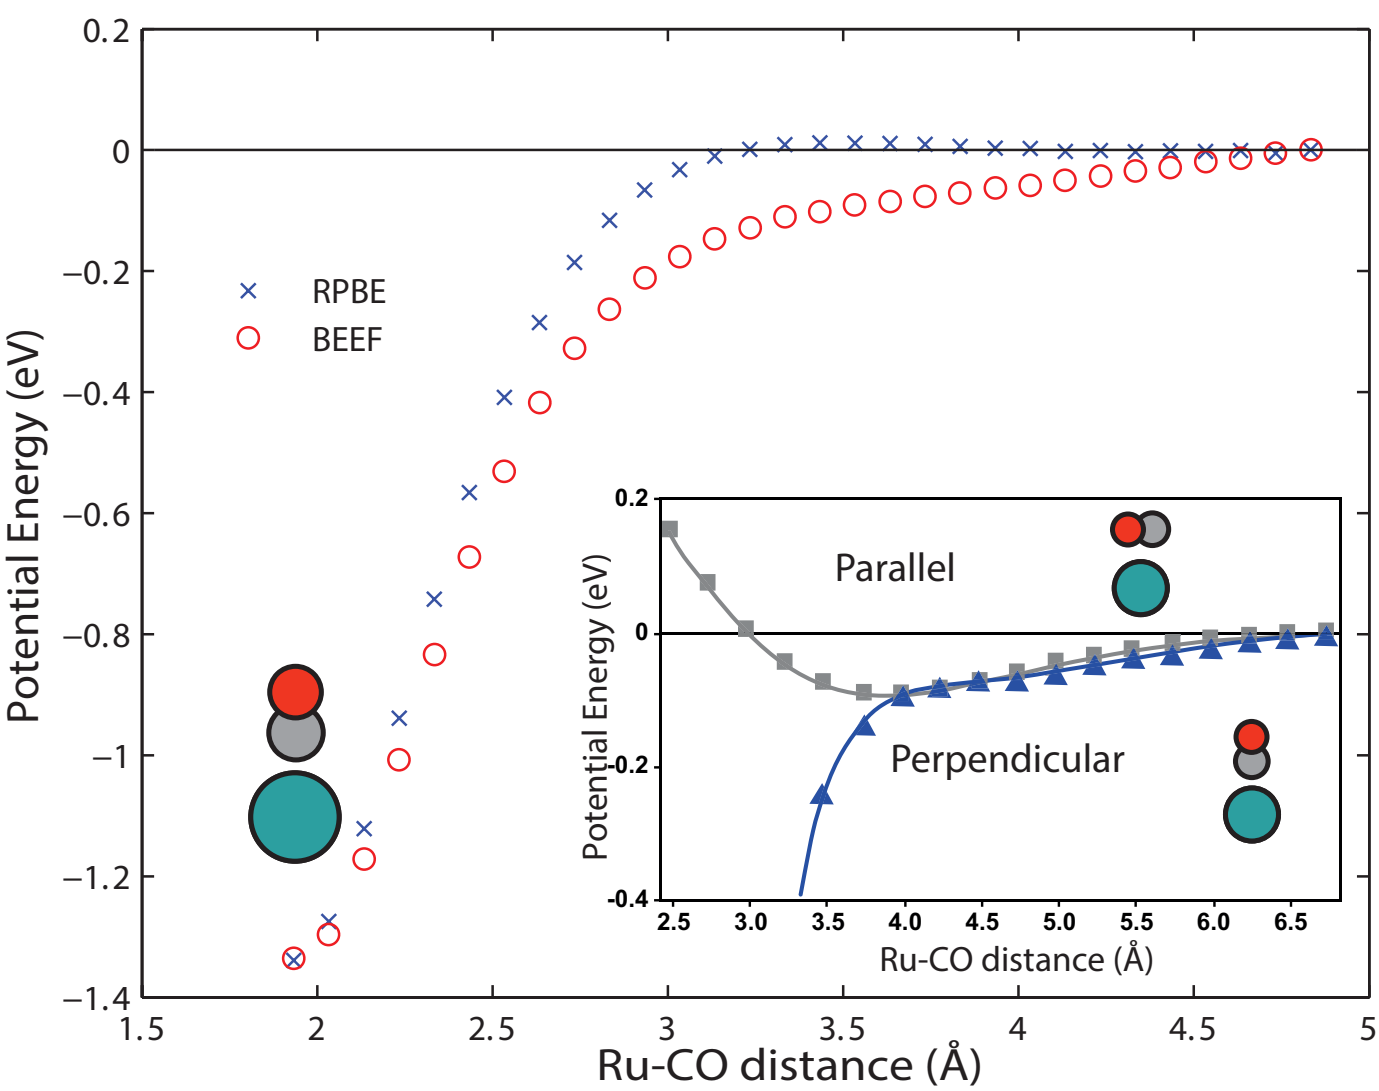 0.2
0
−0.2
−0.4
−0.6
−0.8
−1
−1.2
−1.4
Potential Energy (eV)
RPBE
BEEF
1.5 2 2.5 3 3.5 4 4.5 5
Ru-CO distance (Å)
0.2
0
-0.2
-0.4
Potential Energy (eV)
Parallel
Perpendicular
2.5 3.0 3.5 4.0 4.5 5.0 5.5 6.0 6.5
Ru-CO distance (Å)